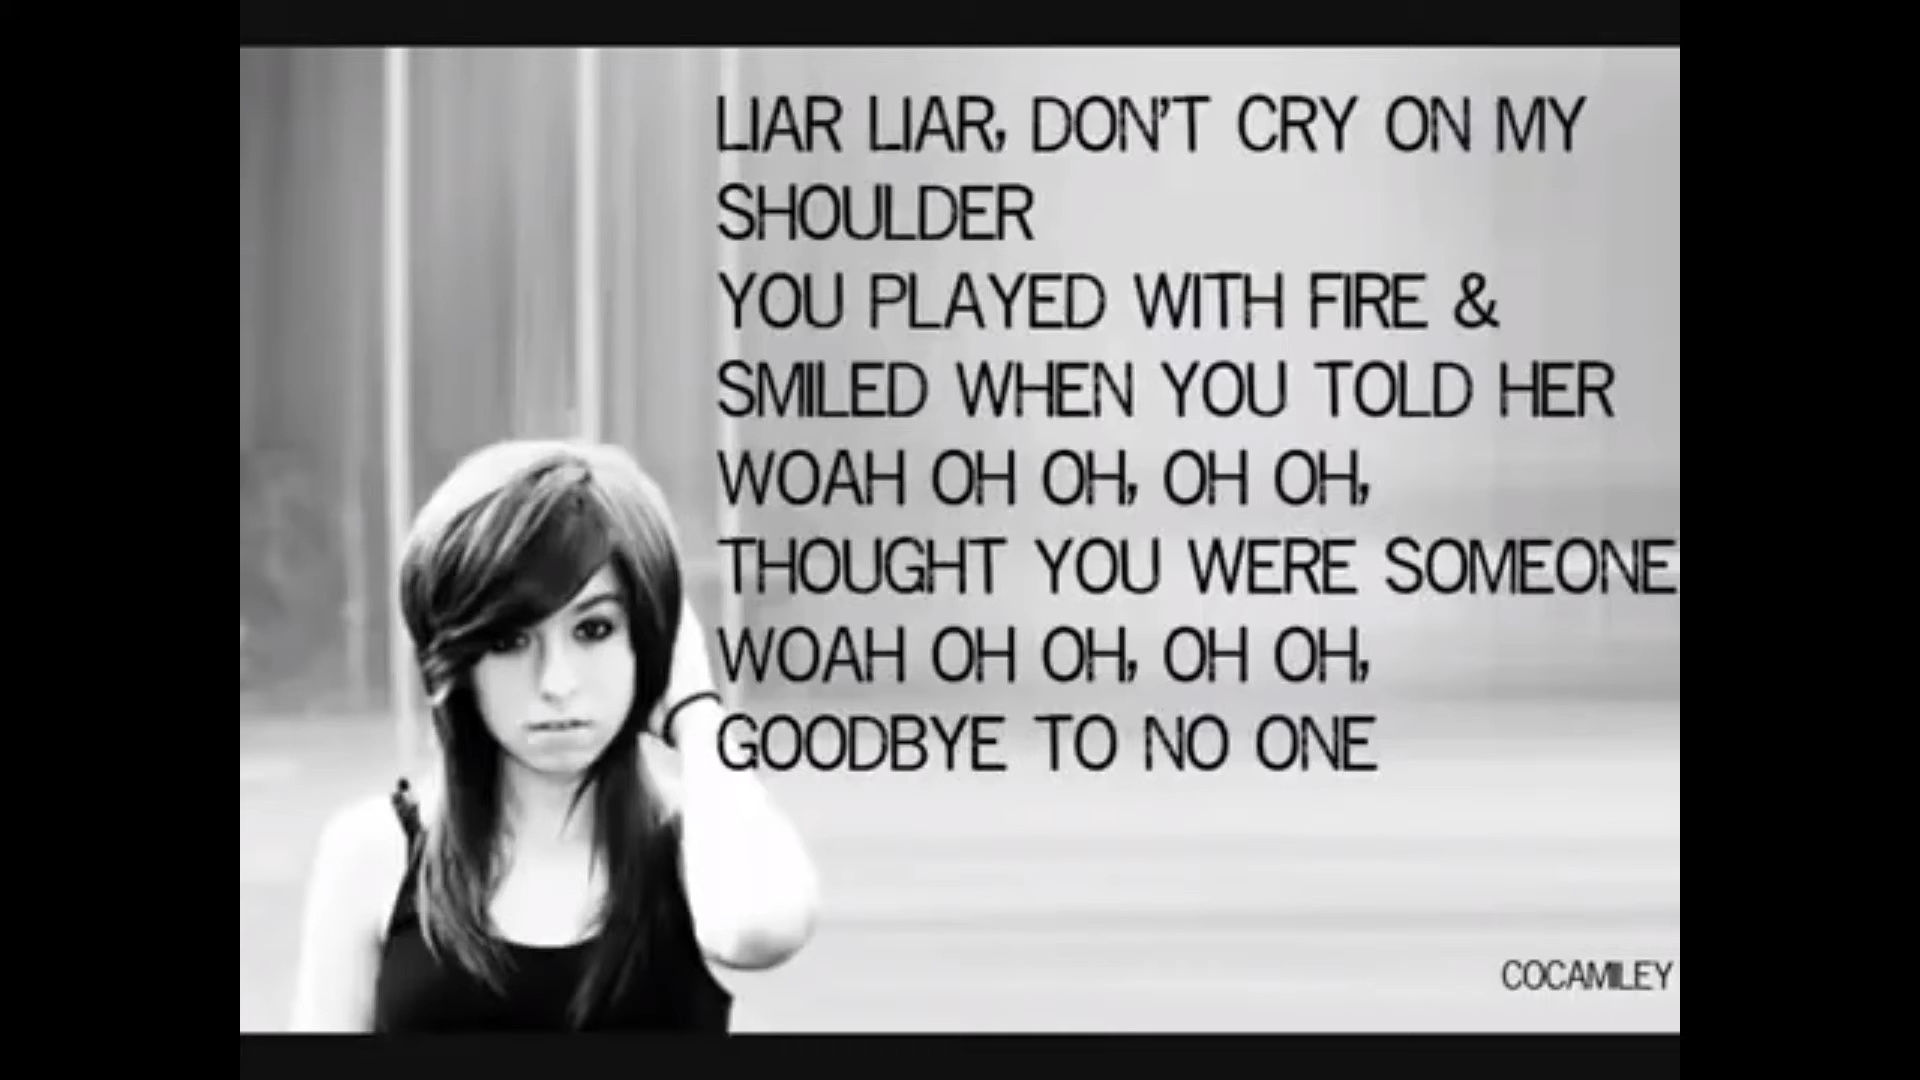 LIAR LIAR, DON'T CRY ON MY
SHOULDER
YOU PLAYED WITH FIRE &
SMILED WHEN YOU TOLD HER
WOAH OH OH, OH OH,
THOUGHT YOU WERE SOMEONE
WOAH OH OH, OH OH,
GOODBYE TO NO ONE
COCAMILEY